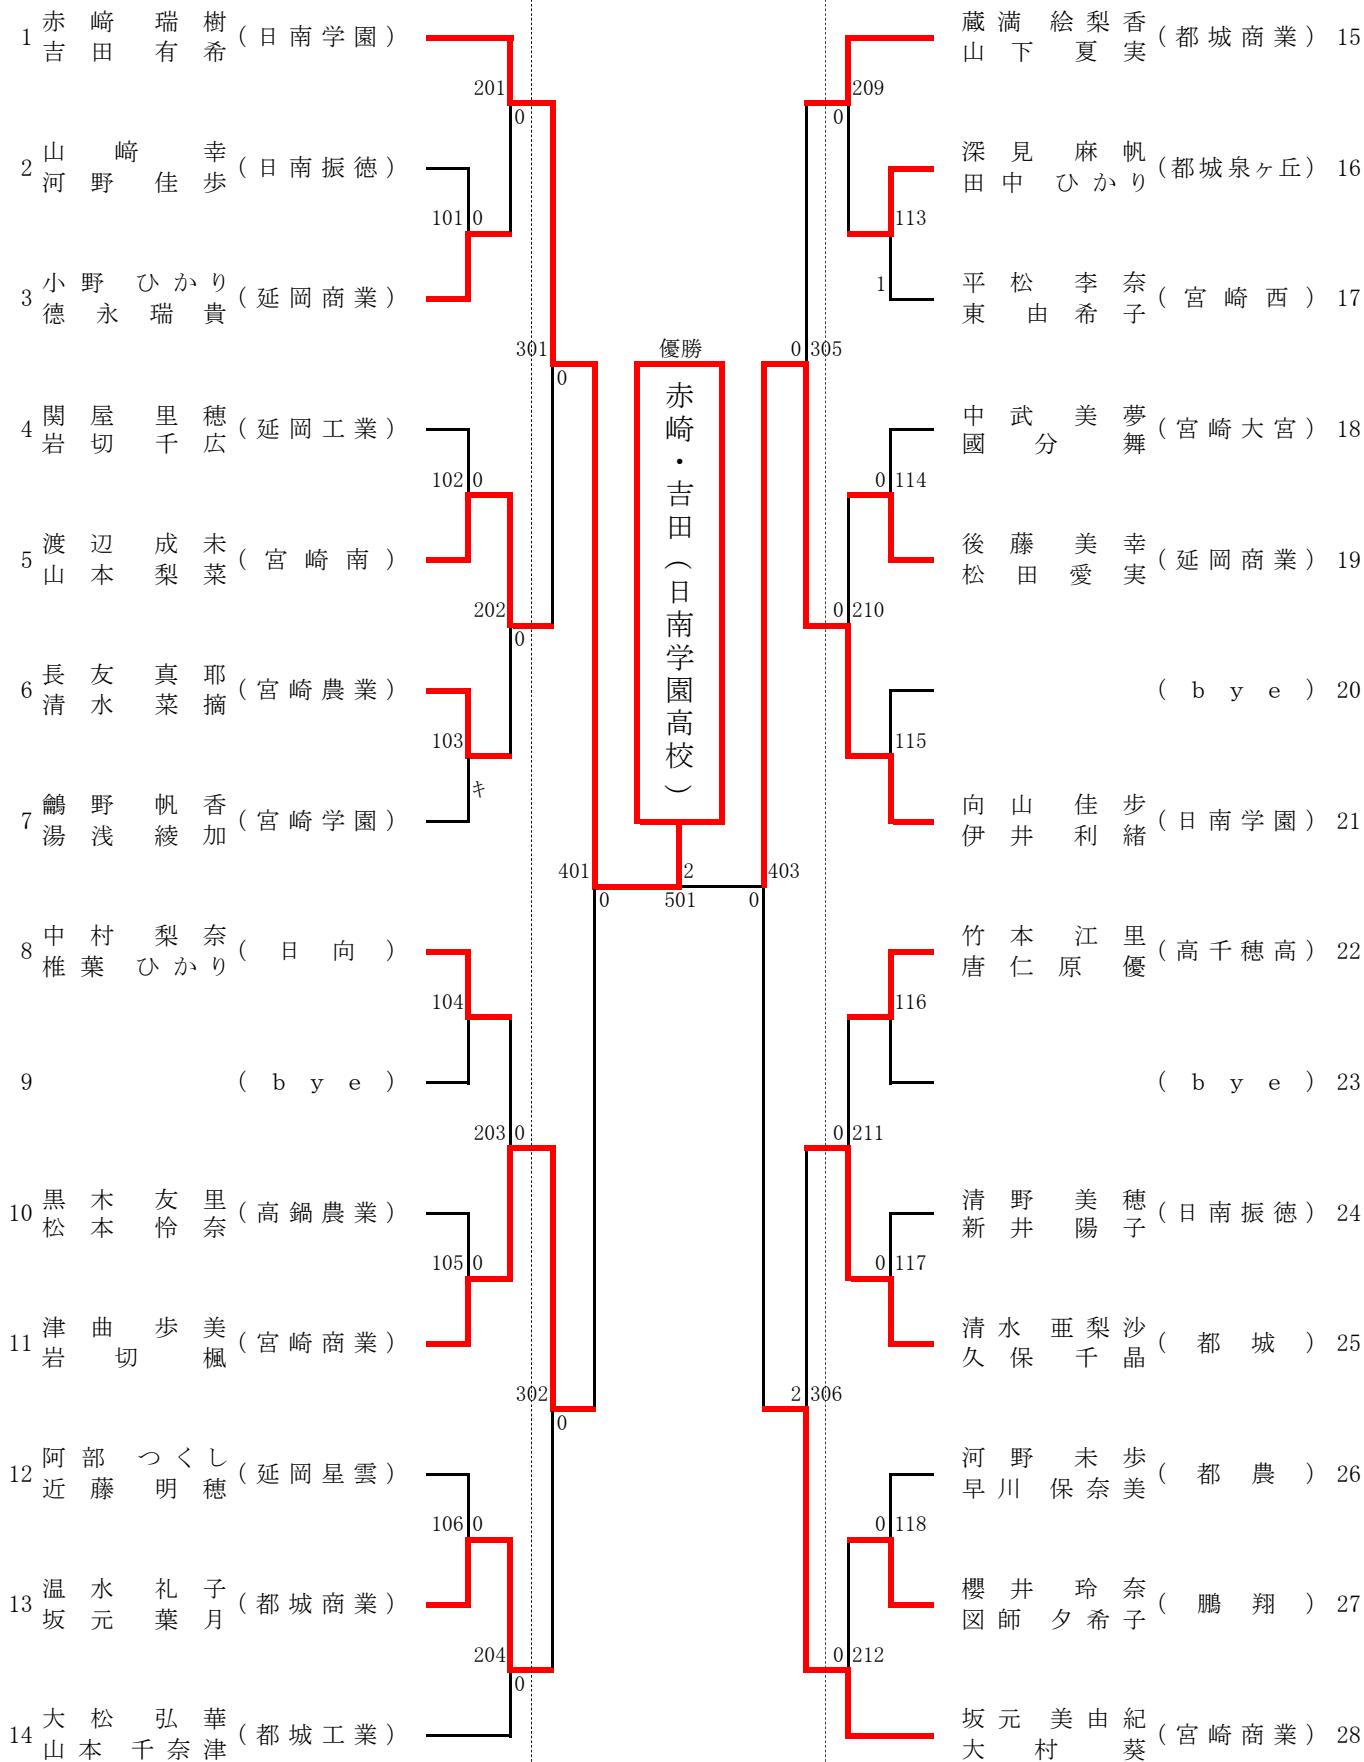 1 赤﨑 瑞樹 (日南学園)
吉田 有希
201
0
2 山﨑 幸 (日南振徳)
河野 佳歩
101 0
3 小野 ひかり (延岡商業)
德永 瑞貴
301
0
4 関屋 里穂 (延岡工業)
岩切 千広
102 0
5 渡辺 成未 (宮崎南)
山本 梨菜
202
0
6 長友 真耶 (宮崎農業)
清水 菜摘
103
キ
7 鶴野 帆香 (宮崎学園)
湯浅 綾加
401
0
8 中村 梨奈 (日向)
椎葉 ひかり
104
9 (bye)
203 0
10 黒木 友里 (高鍋農業)
松本 怜奈
105 0
11 津曲 歩美 (宮崎商業)
岩切 楓
302
0
12 阿部 つくし (延岡星雲)
近藤 明穂
106 0
13 温水 礼子 (都城商業)
坂元 葉月
204
0
14 大松 弘華 (都城工業)
山本 千奈津
優勝
赤崎・吉田(日南学園高校)
2
501
蔵満 絵梨香 (都城商業) 15
山下 夏実
209
0
深見 麻帆 (都城泉ヶ丘) 16
田中 ひかり
113
1
平松 李奈 (宮崎西) 17
東 由希子
0 305
中武 美夢 (宮崎大宮) 18
國分 舞
0 114
後藤 美幸 (延岡商業) 19
松田 愛実
0 210
(bye) 20
115
向山 佳歩 (日南学園) 21
伊井 利緒
403
0
竹本 江里 (高千穂高) 22
唐仁原 優
116
(bye) 23
0 211
清野 美穂 (日南振徳) 24
新井 陽子
0 117
清水 亜梨沙 (都城) 25
久保 千晶
2 306
河野 未歩 (都農) 26
早川 保奈美
0 118
櫻井 玲奈 (鵬翔) 27
図師 夕希子
0 212
坂元 美由紀 (宮崎商業) 28
大村 葵